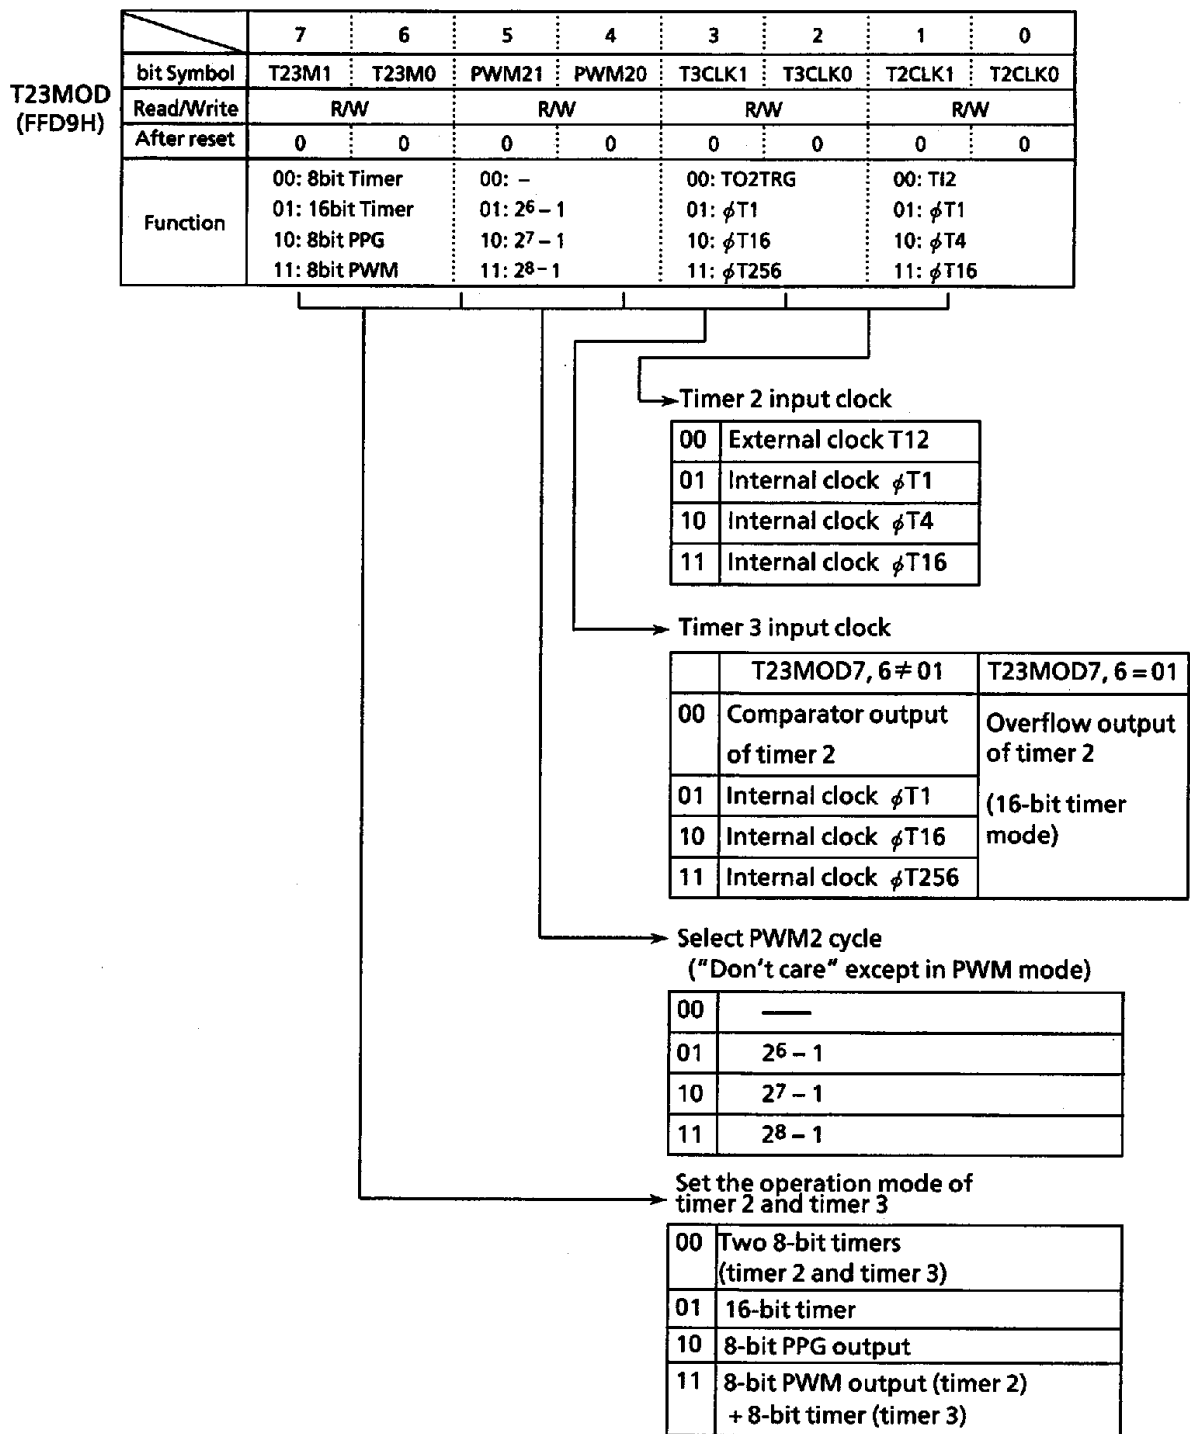 7 6 5 4 3 2 1 0
T23MOD
(FFD9H)
bit Symbol T23M1 T23M0 PWM21 PWM20 T3CLK1 T3CLK0 T2CLK1 T2CLK0
Read/Write R/W R/W R/W R/W
After reset 0 0 0 0 0 0 0 0
Function
00: 8bit Timer 00: – 00: TO2TRG 00: TI2
01: 16bit Timer 01: 2⁶ – 1 01: ϕT1 01: ϕT1
10: 8bit PPG 10: 2⁷ – 1 10: ϕT16 10: ϕT4
11: 8bit PWM 11: 2⁸ – 1 11: ϕT256 11: ϕT16
Timer 2 input clock
00 External clock T12
01 Internal clock ϕT1
10 Internal clock ϕT4
11 Internal clock ϕT16
Timer 3 input clock
T23MOD7, 6 ≠ 01 T23MOD7, 6 = 01
00 Comparator output
of timer 2
01 Internal clock ϕT1
10 Internal clock ϕT16
11 Internal clock ϕT256
Overflow output
of timer 2
(16-bit timer
mode)
Select PWM2 cycle
("Don't care" except in PWM mode)
00 —
01 2⁶ – 1
10 2⁷ – 1
11 2⁸ – 1
Set the operation mode of
timer 2 and timer 3
00 Two 8-bit timers
(timer 2 and timer 3)
01 16-bit timer
10 8-bit PPG output
11 8-bit PWM output (timer 2)
+ 8-bit timer (timer 3)